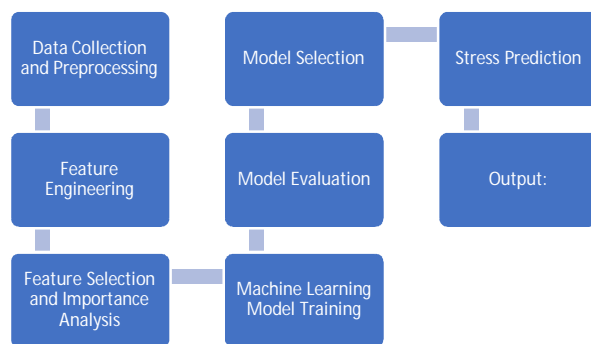 Data Collection
and Preprocessing
Feature
Engineering
Feature Selection
and Importance
Analysis
Machine Learning
Model Training
Model Evaluation
Model Selection
Stress Prediction
Output: